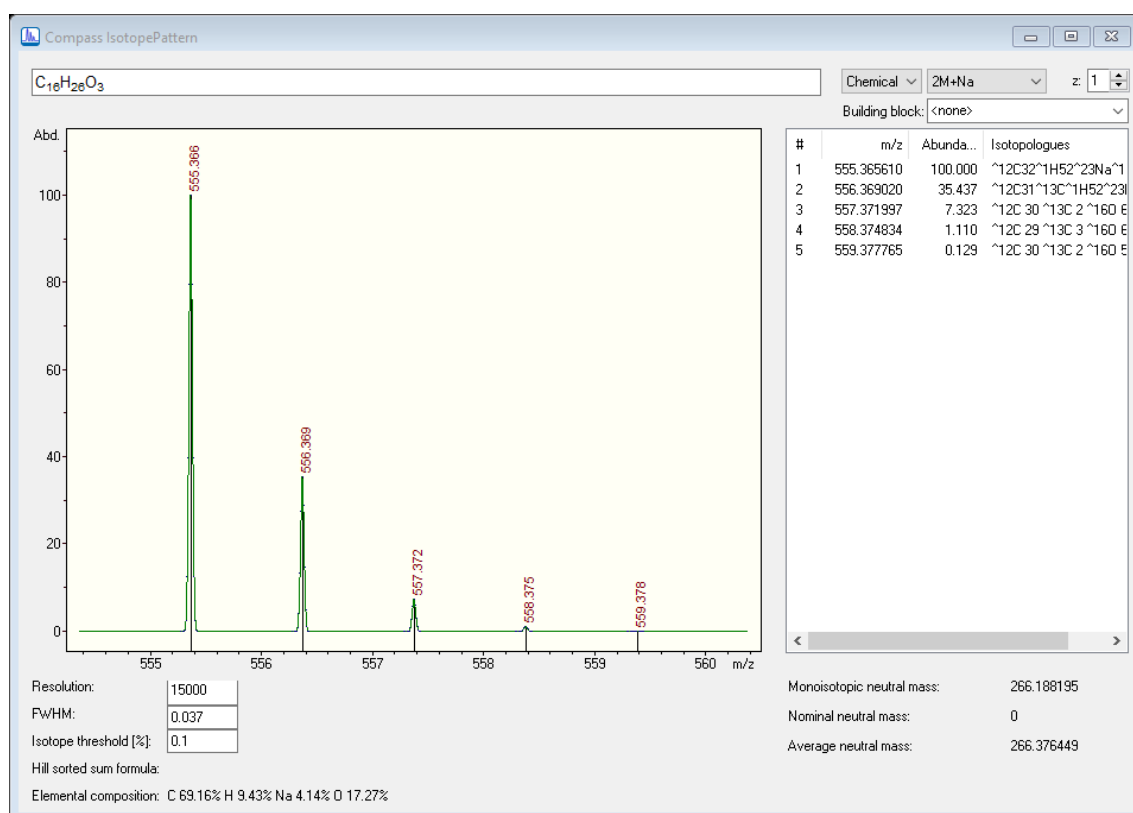 Compass IsotopePattern
C₁₆H₂₆O₃
Chemical 2M+Na z: 1
Building block: <none>
Abd.
100
80
60
40
20
0
555.366
556.369
557.372
558.375
559.378
555 556 557 558 559 560 m/z
# m/z Abunda... Isotopologues
1 555.365610 100.000 ^12C32^1H52^23Na^1
2 556.369020 35.437 ^12C31^13C^1H52^23
3 557.371997 7.323 ^12C 30 ^13C 2 ^16O 6
4 558.374834 1.110 ^12C 29 ^13C 3 ^16O 6
5 559.377765 0.129 ^12C 30 ^13C 2 ^16O 5
Resolution: 15000
FWHM: 0.037
Isotope threshold [%]: 0.1
Hill sorted sum formula:
Elemental composition: C 69.16% H 9.43% Na 4.14% O 17.27%
Monoisotopic neutral mass: 266.188195
Nominal neutral mass: 0
Average neutral mass: 266.376449